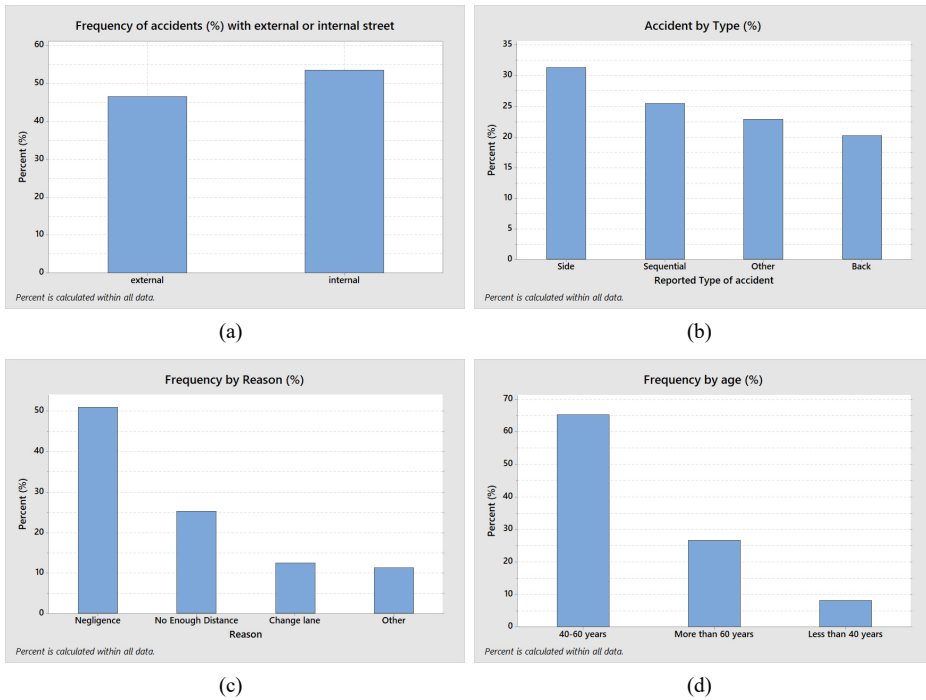 Frequency of accidents (%) with external or internal street
60
50
40
30
20
10
0
Percent (%)
external internal
Percent is calculated within all data.
(a)
Accident by Type (%)
35
30
25
20
15
10
5
0
Percent (%)
Side Sequential Other Back
Reported Type of accident
Percent is calculated within all data.
(b)
Frequency by Reason (%)
50
40
30
20
10
0
Percent (%)
Negligence No Enough Distance Change lane Other
Reason
Percent is calculated within all data.
(c)
Frequency by age (%)
70
60
50
40
30
20
10
0
Percent (%)
40-60 years More than 60 years Less than 40 years
Percent is calculated within all data.
(d)